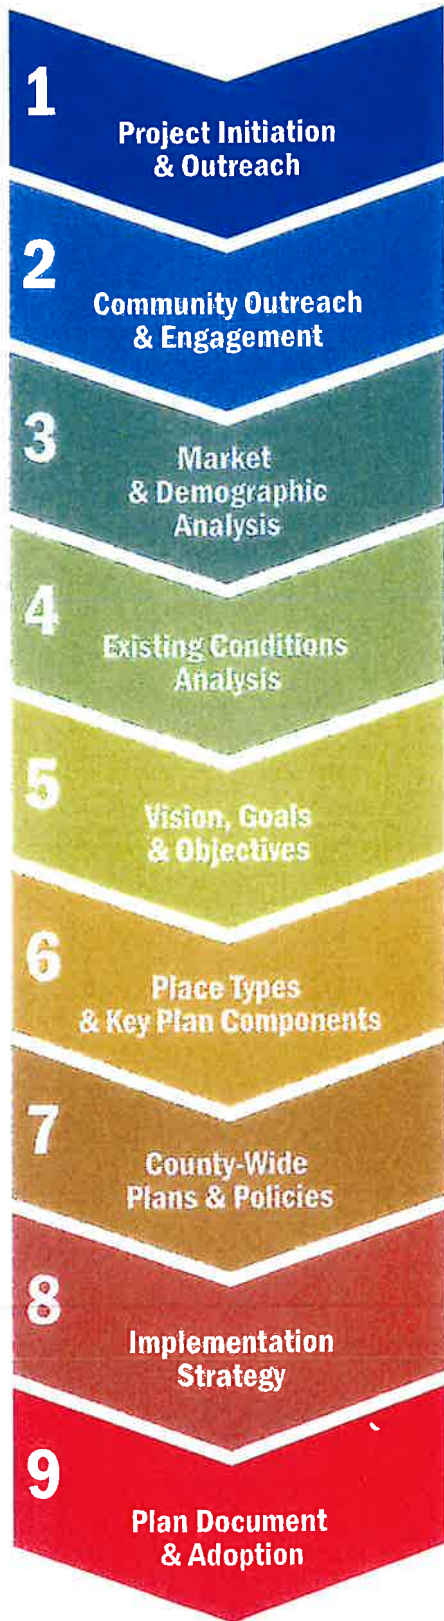 1
Project Initiation
& Outreach
2
Community Outreach
& Engagement
3
Market
& Demographic
Analysis
4
Existing Conditions
Analysis
5
Vision, Goals
& Objectives
6
Place Types
& Key Plan Components
7
County-Wide
Plans & Policies
8
Implementation
Strategy
9
Plan Document
& Adoption